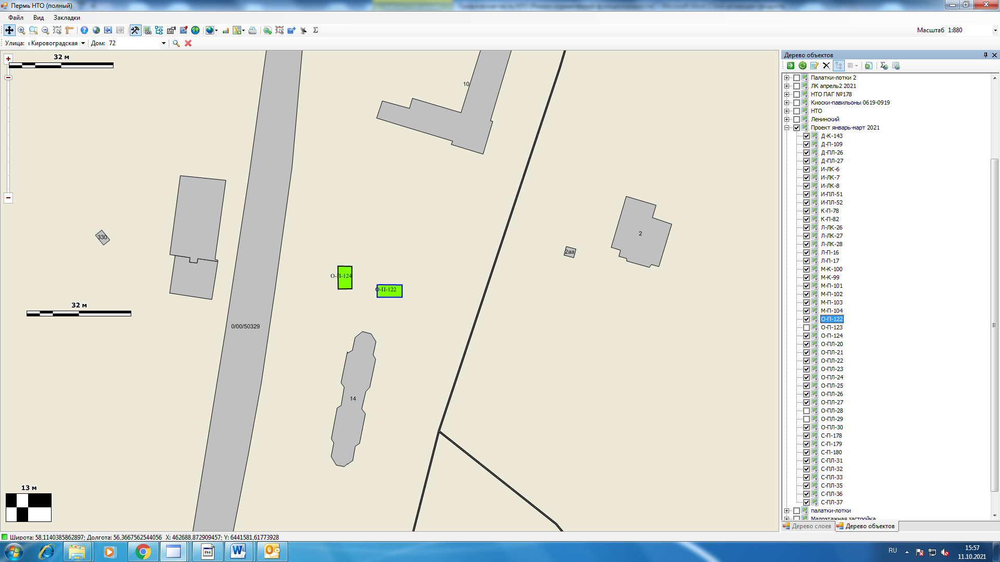 Пермь НТО (полный)
Файл Вид Закладки
Масштаб 1:880
Улица: Кировоградская Дом: 72
32 м
10
330
2
2аа
О-П-124
О-П-122
32 м
0/00/50329
14
13 м
Дерево объектов
Палатки-лотки 2
ЛК апрель2 2021
НТО ПАГ №178
Киоски-павильоны 0619-0919
НТО
Ленинский
Проект январь-март 2021
Д-К-143
Д-П-109
Д-ПЛ-26
Д-ПЛ-27
И-ЛК-6
И-ЛК-7
И-ЛК-8
И-ПЛ-51
И-ПЛ-52
К-П-78
К-П-82
Л-ЛК-26
Л-ЛК-27
Л-ЛК-28
Л-П-16
Л-П-17
М-К-100
М-К-99
М-П-101
М-П-102
М-П-103
М-П-104
О-П-122
О-П-123
О-П-124
О-ПЛ-20
О-ПЛ-21
О-ПЛ-22
О-ПЛ-23
О-ПЛ-24
О-ПЛ-25
О-ПЛ-26
О-ПЛ-27
О-ПЛ-28
О-ПЛ-29
О-ПЛ-30
С-П-178
С-П-179
С-П-180
С-ПЛ-31
С-ПЛ-32
С-ПЛ-33
С-ПЛ-35
С-ПЛ-36
С-ПЛ-37
палатки-лотки
Малоэтажная застройка
Дерево слоев Дерево объектов
Широта: 58,1140385862897; Долгота: 56,3667562544056 X: 462688,872909457; Y: 6441581,61773928
RU
15:57
11.10.2021